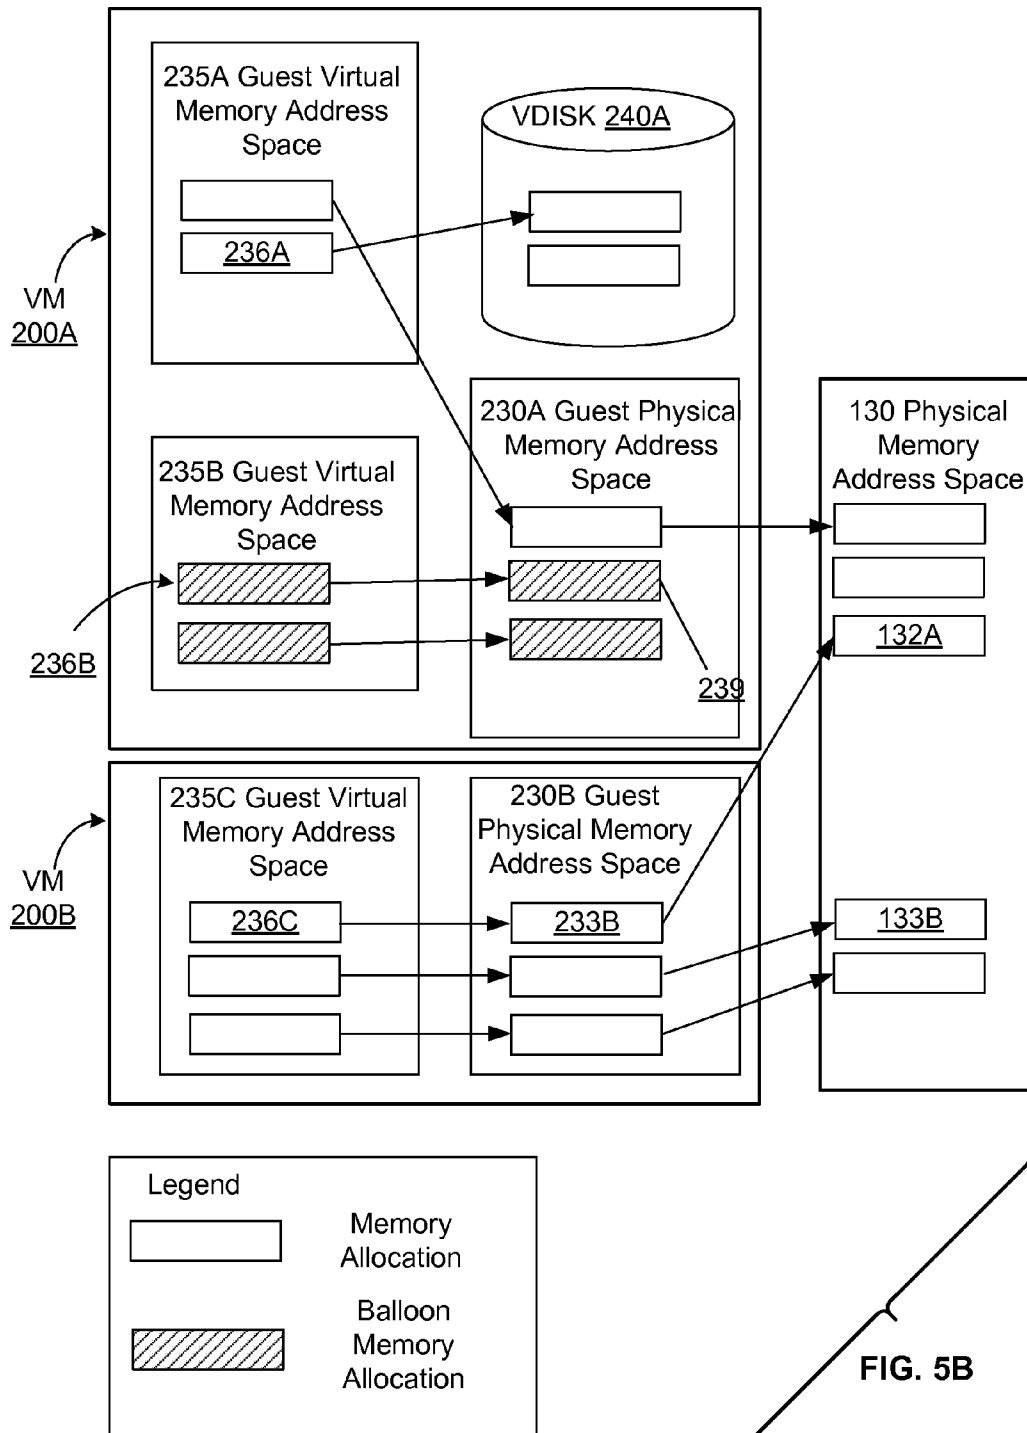 235A Guest Virtual
Memory Address
Space
236A
VDISK 240A
VM
200A
230A Guest Physical
Memory Address
Space
235B Guest Virtual
Memory Address
Space
236B
239
130 Physical
Memory
Address Space
132A
133B
235C Guest Virtual
Memory Address
Space
236C
230B Guest
Physical Memory
Address Space
233B
VM
200B
Legend
Memory
Allocation
Balloon
Memory
Allocation
FIG. 5B